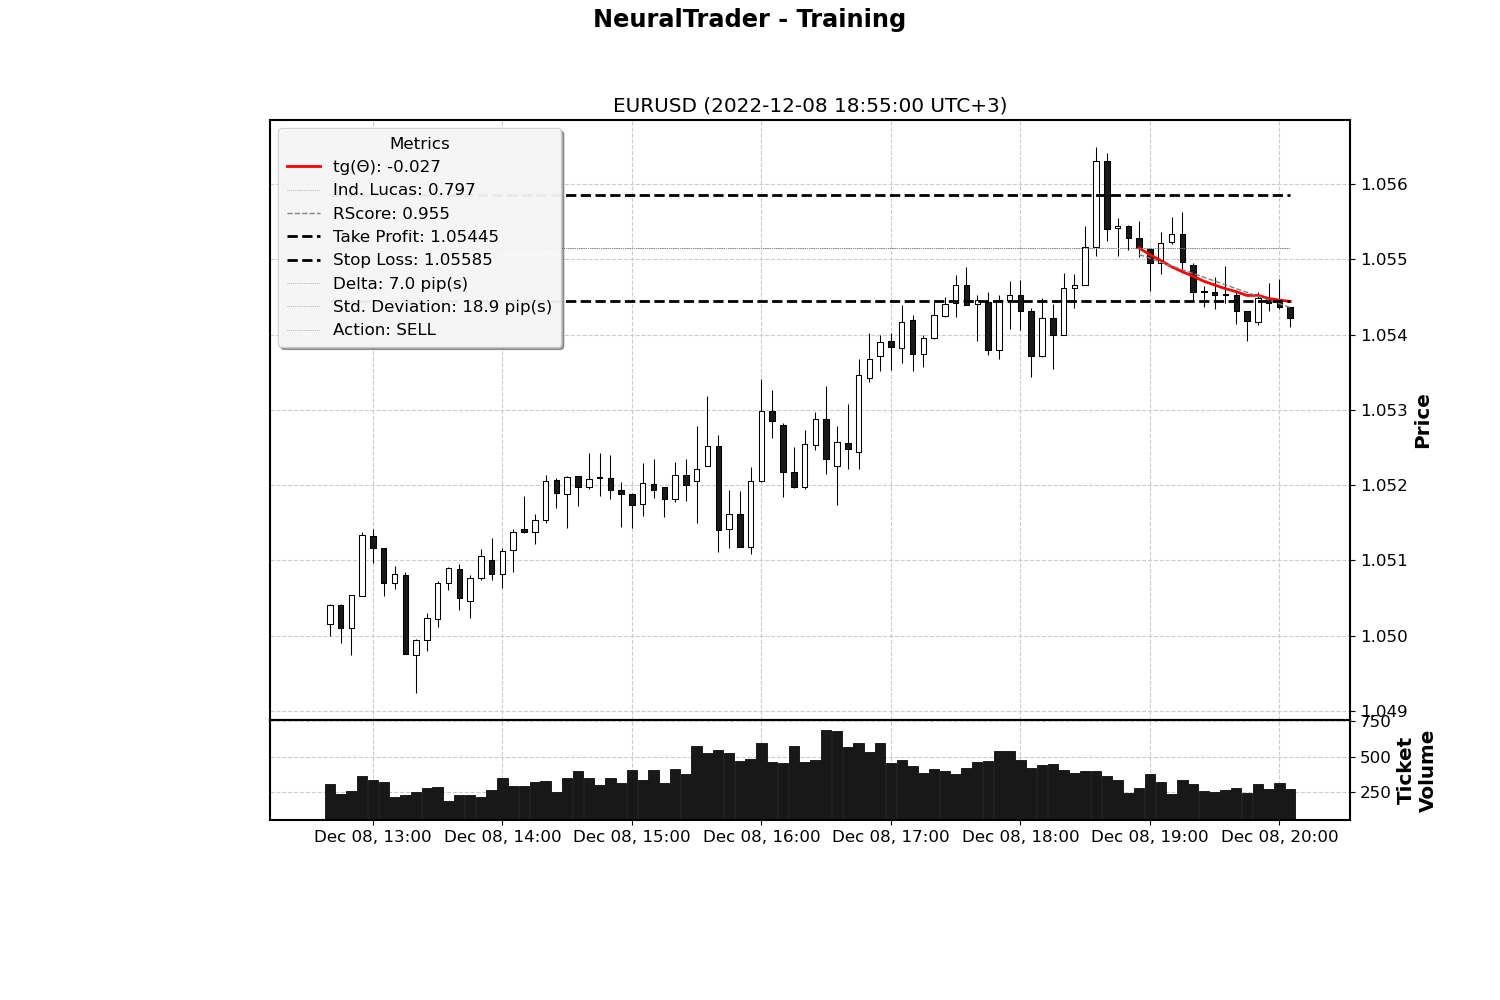 NeuralTrader - Training
EURUSD (2022-12-08 18:55:00 UTC+3)
Metrics
tg(Θ): -0.027
Ind. Lucas: 0.797
RScore: 0.955
Take Profit: 1.05445
Stop Loss: 1.05585
Delta: 7.0 pip(s)
Std. Deviation: 18.9 pip(s)
Action: SELL
1.056
1.055
1.054
1.053
1.052
1.051
1.050
1.049
Price
750
500
250
Ticket
Volume
Dec 08, 13:00 Dec 08, 14:00 Dec 08, 15:00 Dec 08, 16:00 Dec 08, 17:00 Dec 08, 18:00 Dec 08, 19:00 Dec 08, 20:00